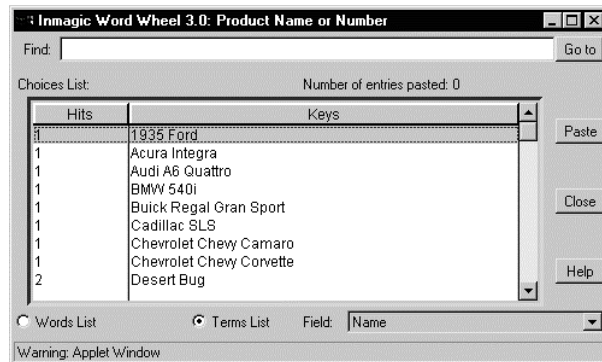 Inmagic Word Wheel 3.0: Product Name or Number
Find: Go to
Choices List: Number of entries pasted: 0
Hits Keys
1 1935 Ford
1 Acura Integra
1 Audi A6 Quattro
1 BMW 540i
1 Buick Regal Gran Sport
1 Cadillac SLS
1 Chevrolet Chevy Camaro
1 Chevrolet Chevy Corvette
2 Desert Bug
Paste
Close
Help
Words List Terms List Field: Name
Warning: Applet Window